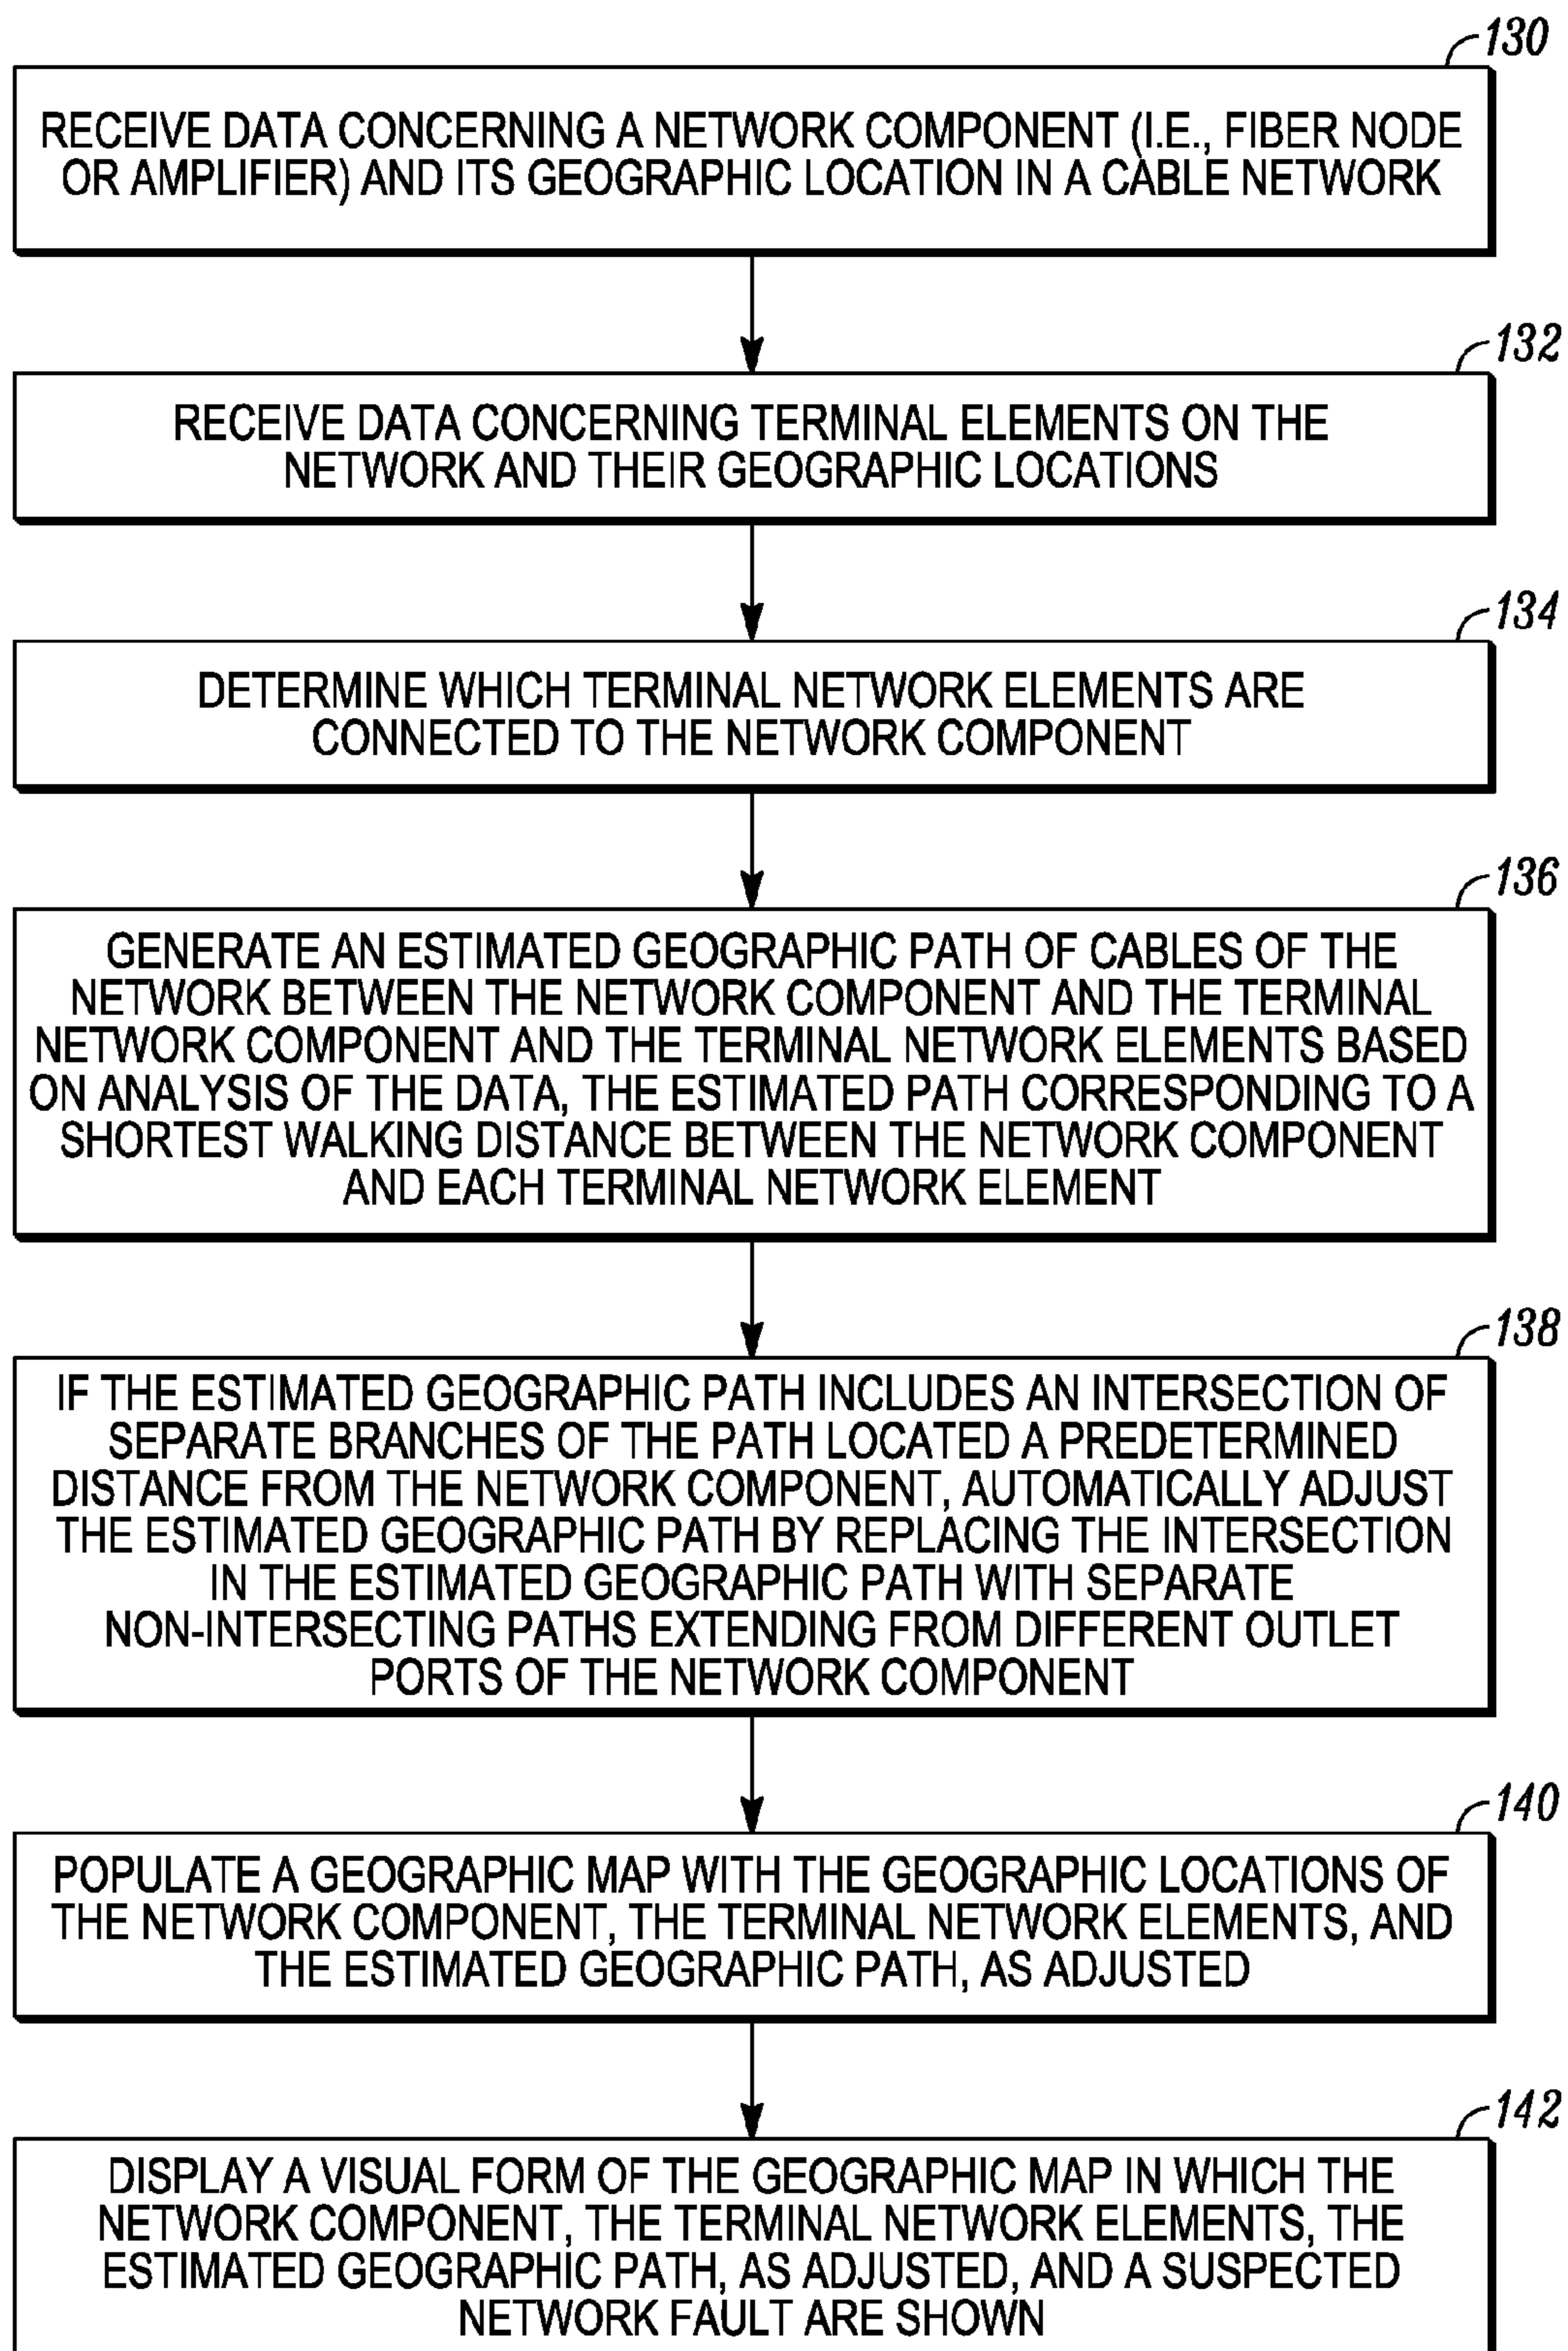 130
RECEIVE DATA CONCERNING A NETWORK COMPONENT (I.E., FIBER NODE
OR AMPLIFIER) AND ITS GEOGRAPHIC LOCATION IN A CABLE NETWORK
132
RECEIVE DATA CONCERNING TERMINAL ELEMENTS ON THE
NETWORK AND THEIR GEOGRAPHIC LOCATIONS
134
DETERMINE WHICH TERMINAL NETWORK ELEMENTS ARE
CONNECTED TO THE NETWORK COMPONENT
136
GENERATE AN ESTIMATED GEOGRAPHIC PATH OF CABLES OF THE
NETWORK BETWEEN THE NETWORK COMPONENT AND THE TERMINAL
NETWORK COMPONENT AND THE TERMINAL NETWORK ELEMENTS BASED
ON ANALYSIS OF THE DATA, THE ESTIMATED PATH CORRESPONDING TO A
SHORTEST WALKING DISTANCE BETWEEN THE NETWORK COMPONENT
AND EACH TERMINAL NETWORK ELEMENT
138
IF THE ESTIMATED GEOGRAPHIC PATH INCLUDES AN INTERSECTION OF
SEPARATE BRANCHES OF THE PATH LOCATED A PREDETERMINED
DISTANCE FROM THE NETWORK COMPONENT, AUTOMATICALLY ADJUST
THE ESTIMATED GEOGRAPHIC PATH BY REPLACING THE INTERSECTION
IN THE ESTIMATED GEOGRAPHIC PATH WITH SEPARATE
NON-INTERSECTING PATHS EXTENDING FROM DIFFERENT OUTLET
PORTS OF THE NETWORK COMPONENT
140
POPULATE A GEOGRAPHIC MAP WITH THE GEOGRAPHIC LOCATIONS OF
THE NETWORK COMPONENT, THE TERMINAL NETWORK ELEMENTS, AND
THE ESTIMATED GEOGRAPHIC PATH, AS ADJUSTED
142
DISPLAY A VISUAL FORM OF THE GEOGRAPHIC MAP IN WHICH THE
NETWORK COMPONENT, THE TERMINAL NETWORK ELEMENTS, THE
ESTIMATED GEOGRAPHIC PATH, AS ADJUSTED, AND A SUSPECTED
NETWORK FAULT ARE SHOWN